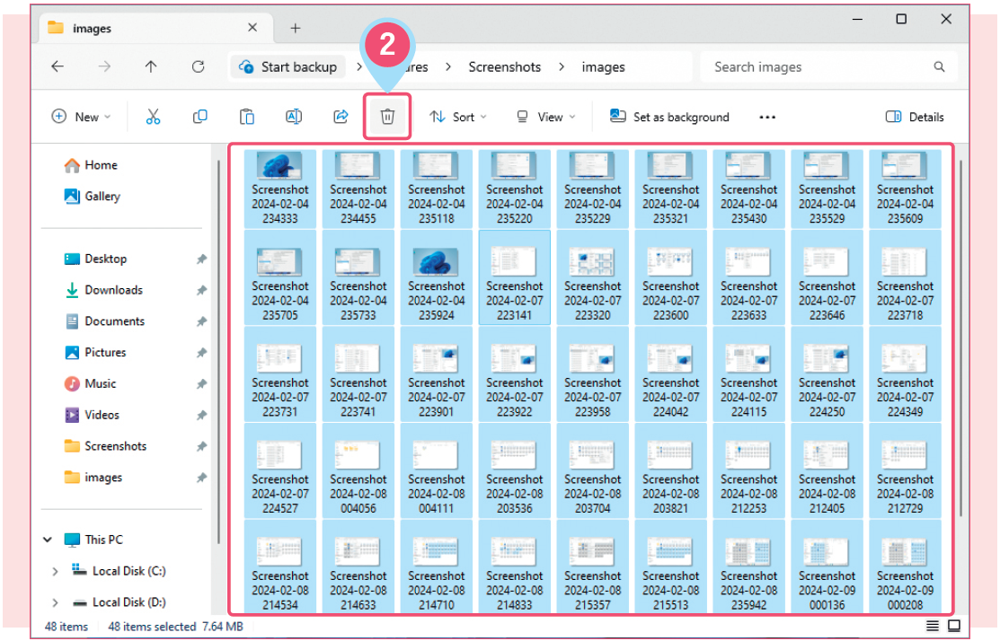 images
2
Start backup
Screenshots
images
Search images
New
Sort
View
Set as background
Details
Home
Gallery
Desktop
Downloads
Documents
Pictures
Music
Videos
Screenshots
images
This PC
Local Disk (C:)
Local Disk (D:)
Screenshot Screenshot Screenshot Screenshot Screenshot Screenshot Screenshot Screenshot Screenshot
2024-02-04 2024-02-04 2024-02-04 2024-02-04 2024-02-04 2024-02-04 2024-02-04 2024-02-04 2024-02-04
234333 234455 235118 235220 235229 235321 235430 235529 235609
Screenshot Screenshot Screenshot Screenshot Screenshot Screenshot Screenshot Screenshot Screenshot
2024-02-04 2024-02-04 2024-02-04 2024-02-07 2024-02-07 2024-02-07 2024-02-07 2024-02-07 2024-02-07
235705 235733 235924 223141 223320 223600 223633 223646 223718
Screenshot Screenshot Screenshot Screenshot Screenshot Screenshot Screenshot Screenshot Screenshot
2024-02-07 2024-02-07 2024-02-07 2024-02-07 2024-02-07 2024-02-07 2024-02-07 2024-02-07 2024-02-07
223731 223741 223901 223922 223958 224042 224115 224250 224349
Screenshot Screenshot Screenshot Screenshot Screenshot Screenshot Screenshot Screenshot Screenshot
2024-02-07 2024-02-08 2024-02-08 2024-02-08 2024-02-08 2024-02-08 2024-02-08 2024-02-08 2024-02-08
224527 004056 004111 203536 203704 203821 212253 212405 212729
Screenshot Screenshot Screenshot Screenshot Screenshot Screenshot Screenshot Screenshot Screenshot
2024-02-08 2024-02-08 2024-02-08 2024-02-08 2024-02-08 2024-02-08 2024-02-08 2024-02-09 2024-02-09
214534 214633 214710 214833 215357 215513 235942 000136 000208
48 items 48 items selected 7.64 MB